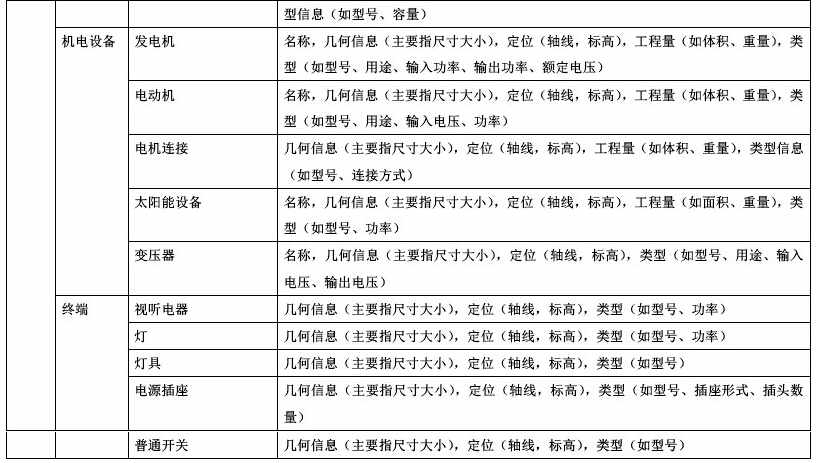 型信息（如型号、容量）
机电设备 发电机 名称，几何信息（主要指尺寸大小），定位（轴线，标高），工程量（如体积、重量），类
型（如型号、用途、输入功率、输出功率、额定电压）
电动机 名称，几何信息（主要指尺寸大小），定位（轴线，标高），工程量（如体积、重量），类
型（如型号、用途、输入电压、功率）
电机连接 几何信息（主要指尺寸大小），定位（轴线，标高），工程量（如体积、重量），类型信息
（如型号、连接方式）
太阳能设备 名称，几何信息（主要指尺寸大小），定位（轴线，标高），工程量（如面积、重量），类
型（如型号、功率）
变压器 名称，几何信息（主要指尺寸大小），定位（轴线，标高），类型（如型号、用途、输入
电压、输出电压）
终端 视听电器 几何信息（主要指尺寸大小），定位（轴线，标高），类型（如型号、功率）
灯 几何信息（主要指尺寸大小），定位（轴线，标高），类型（如型号、功率）
灯具 几何信息（主要指尺寸大小），定位（轴线，标高），类型（如型号）
电源插座 几何信息（主要指尺寸大小），定位（轴线，标高），类型（如型号、插座形式、插头数
量）
普通开关 几何信息（主要指尺寸大小），定位（轴线，标高），类型（如型号）